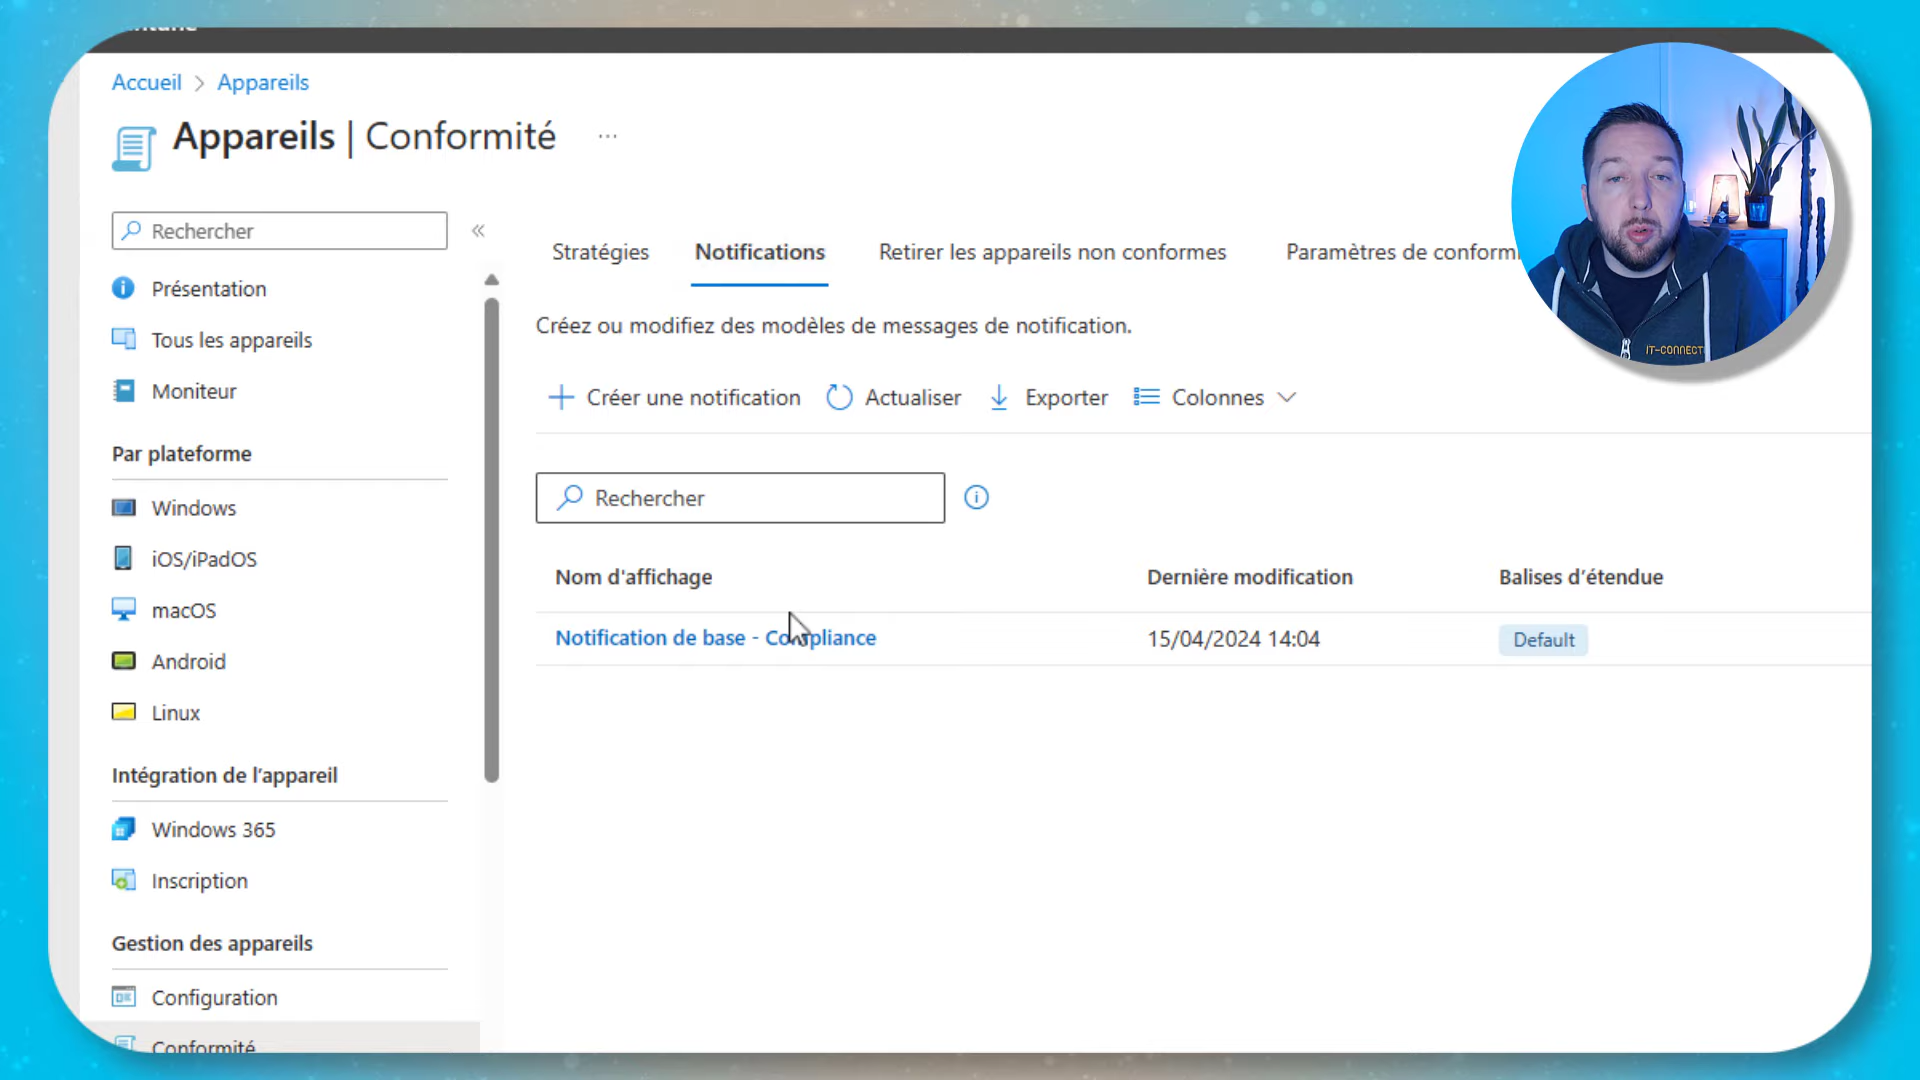 Accueil > Appareils
Appareils | Conformité ...
Rechercher
Présentation
Tous les appareils
Moniteur
Par plateforme
Windows
iOS/iPadOS
macOS
Android
Linux
Intégration de l'appareil
Windows 365
Inscription
Gestion des appareils
Configuration
Conformité
Stratégies Notifications Retirer les appareils non conformes Paramètres de
Créez ou modifiez des modèles de messages de notification.
Créer une notification Actualiser Exporter Colonnes
Rechercher
Nom d'affichage Dernière modification Balises d'étendue
Notification de base - Compliance 15/04/2024 14:04 Default
IT-CONNECT